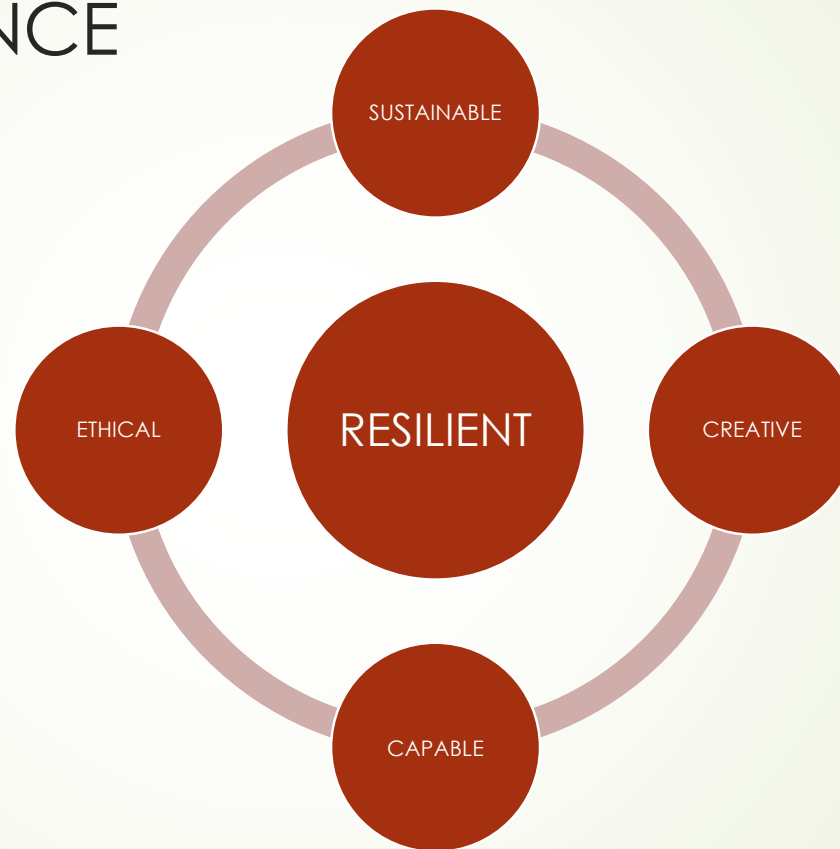 NCE
SUSTAINABLE
ETHICAL
RESILIENT
CREATIVE
CAPABLE